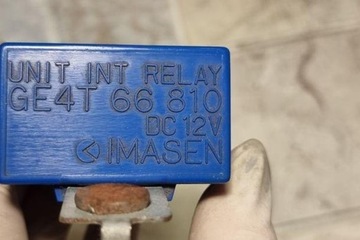 UNIT INT RELAY
GE4T 66 810
DC 12V
IMASEN